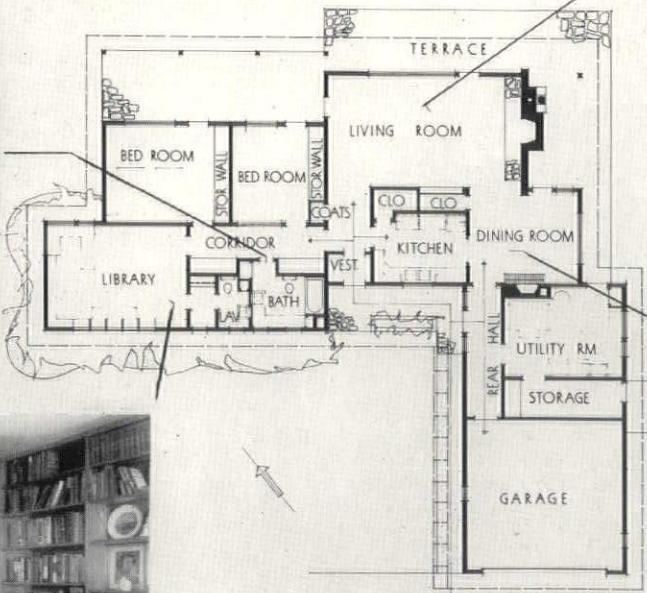 TERRACE
LIVING ROOM
BED ROOM
STOR WALL
BED ROOM
STOR WALL
COATS
CLO
CLO
CORRIDOR
KITCHEN
DINING ROOM
VEST.
LIBRARY
LAV
BATH
REAR HALL
UTILITY RM
STORAGE
GARAGE